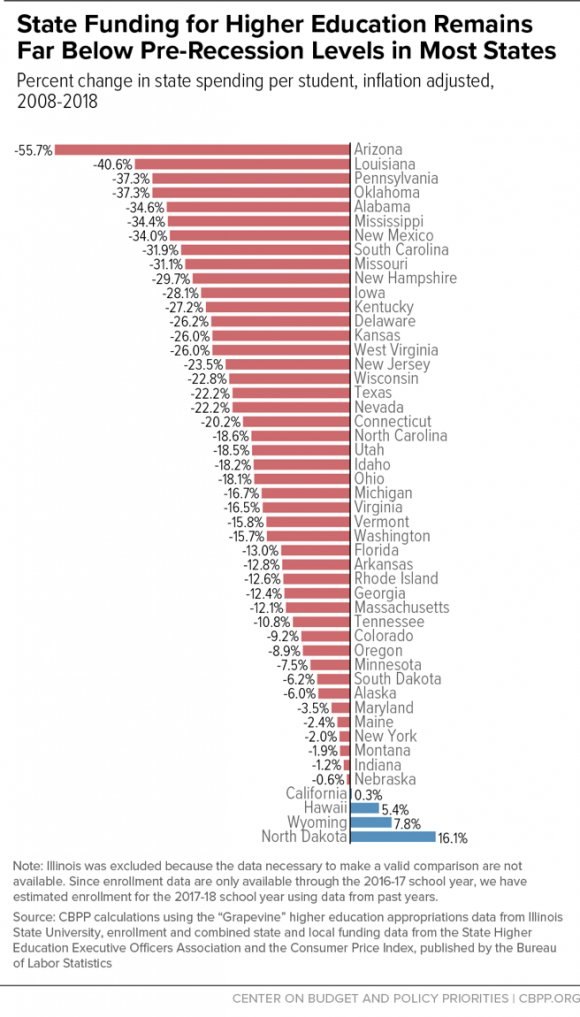 State Funding for Higher Education Remains
Far Below Pre-Recession Levels in Most States
Percent change in state spending per student, inflation adjusted,
2008-2018
-55.7% Arizona
-40.6% Louisiana
-37.3% Pennsylvania
-37.3% Oklahoma
-34.6% Alabama
-34.4% Mississippi
-34.0% New Mexico
-31.9% South Carolina
-31.1% Missouri
-29.7% New Hampshire
-28.1% Iowa
-27.2% Kentucky
-26.2% Delaware
-26.0% Kansas
-26.0% West Virginia
-23.5% New Jersey
-22.8% Wisconsin
-22.2% Texas
-22.2% Nevada
-20.2% Connecticut
-18.6% North Carolina
-18.5% Utah
-18.2% Idaho
-18.1% Ohio
-16.7% Michigan
-16.5% Virginia
-15.8% Vermont
-15.7% Washington
-13.0% Florida
-12.8% Arkansas
-12.6% Rhode Island
-12.4% Georgia
-12.1% Massachusetts
-10.8% Tennessee
-9.2% Colorado
-8.9% Oregon
-7.5% Minnesota
-6.2% South Dakota
-6.0% Alaska
-3.5% Maryland
-2.4% Maine
-2.0% New York
-1.9% Montana
-1.2% Indiana
-0.6% Nebraska
California 0.3%
Hawaii 5.4%
Wyoming 7.8%
North Dakota 16.1%
Note: Illinois was excluded because the data necessary to make a valid comparison are not
available. Since enrollment data are only available through the 2016-17 school year, we have
estimated enrollment for the 2017-18 school year using data from past years.
Source: CBPP calculations using the “Grapevine” higher education appropriations data from Illinois
State University, enrollment and combined state and local funding data from the State Higher
Education Executive Officers Association and the Consumer Price Index, published by the Bureau
of Labor Statistics
CENTER ON BUDGET AND POLICY PRIORITIES | CBPP.ORG